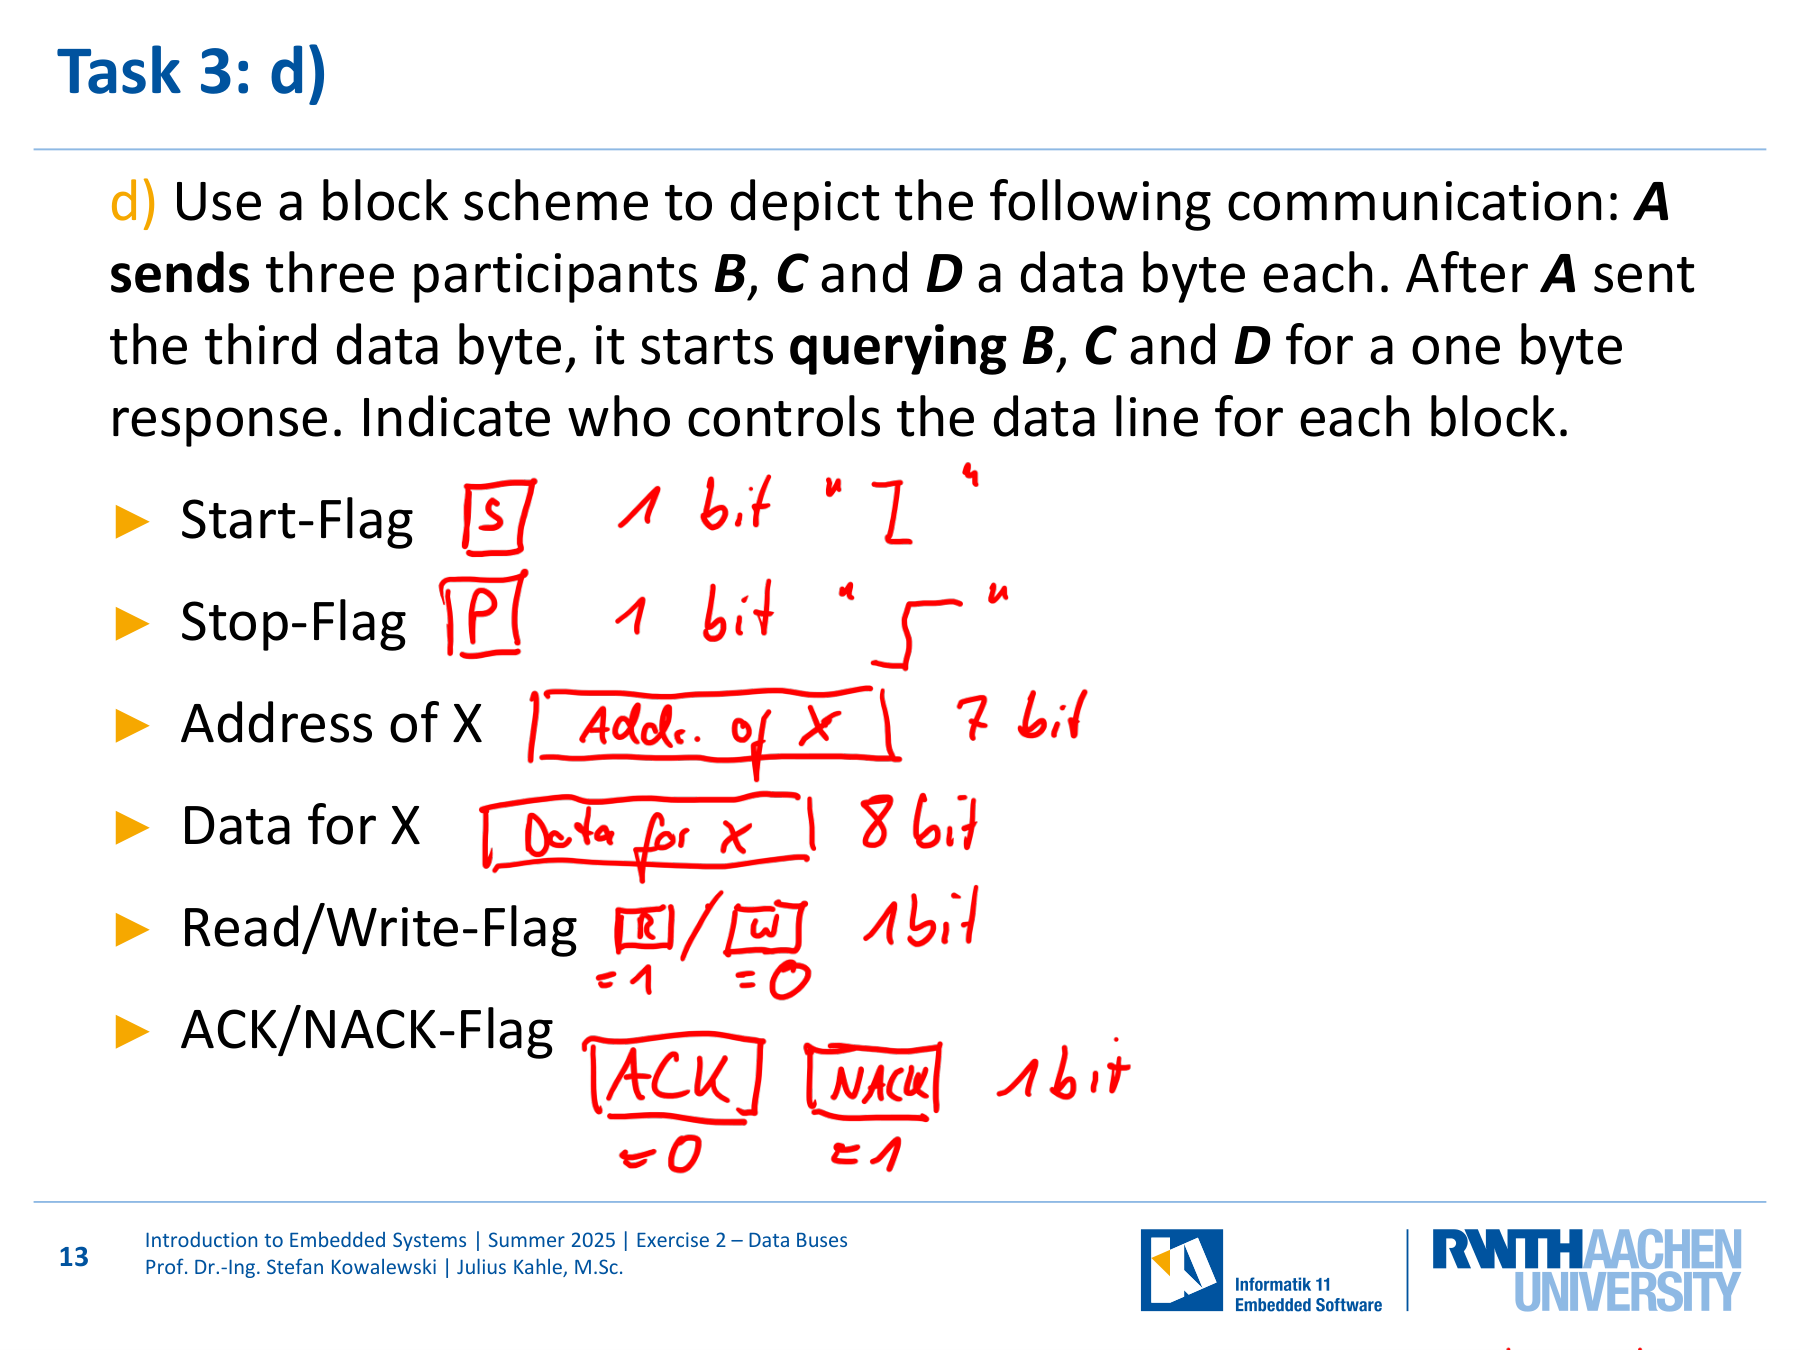 Task 3: d)
d) Use a block scheme to depict the following communication: A
sends three participants B, C and D a data byte each. After A sent
the third data byte, it starts querying B, C and D for a one byte
response. Indicate who controls the data line for each block.
► Start-Flag S 1 bit " "
► Stop-Flag P 1 bit " "
► Address of X Addr. of X 7 bit
► Data for X Data for X 8 bit
► Read/Write-Flag R / W 1 bit
=1 =0
► ACK/NACK-Flag ACK NACK 1 bit
=0 =1
13 Introduction to Embedded Systems | Summer 2025 | Exercise 2 – Data Buses
Prof. Dr.-Ing. Stefan Kowalewski | Julius Kahle, M.Sc.
Informatik 11
Embedded Software
RWTHAACHEN
UNIVERSITY